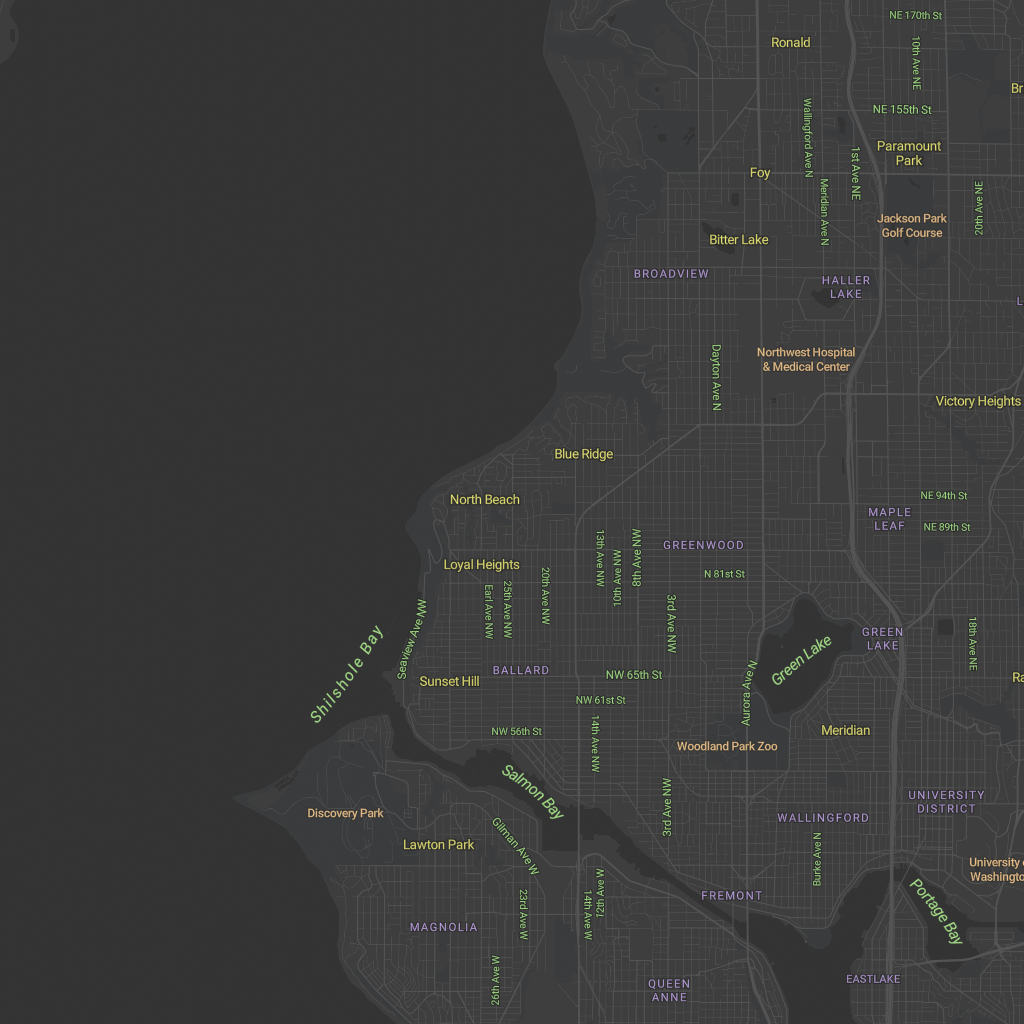 NE 170th St
Ronald
10th Ave NE
Br
NE 155th St
Wallingford Ave N
Paramount
Park
1st Ave NE
Foy
Meridian Ave N
20th Ave NE
Jackson Park
Golf Course
Bitter Lake
BROADVIEW
HALLER
LAKE
L
Northwest Hospital
& Medical Center
Dayton Ave N
Victory Heights
Blue Ridge
North Beach
NE 94th St
MAPLE
LEAF
NE 89th St
GREENWOOD
13th Ave NW
10th Ave NW
8th Ave NW
Loyal Heights
N 81st St
Earl Ave NW
25th Ave NW
20th Ave NW
3rd Ave NW
Seaview Ave NW
GREEN
LAKE
18th Ave NE
Green Lake
Shilshole Bay
BALLARD
NW 65th St
Sunset Hill
Ra
Aurora Ave N
NW 61st St
14th Ave NW
NW 56th St
Meridian
Woodland Park Zoo
Salmon Bay
3rd Ave NW
UNIVERSITY
DISTRICT
Discovery Park
WALLINGFORD
Lawton Park
Gilman Ave W
Burke Ave N
University o
Washingto
12th Ave W
14th Ave W
23rd Ave W
FREMONT
Portage Bay
MAGNOLIA
26th Ave W
EASTLAKE
QUEEN
ANNE